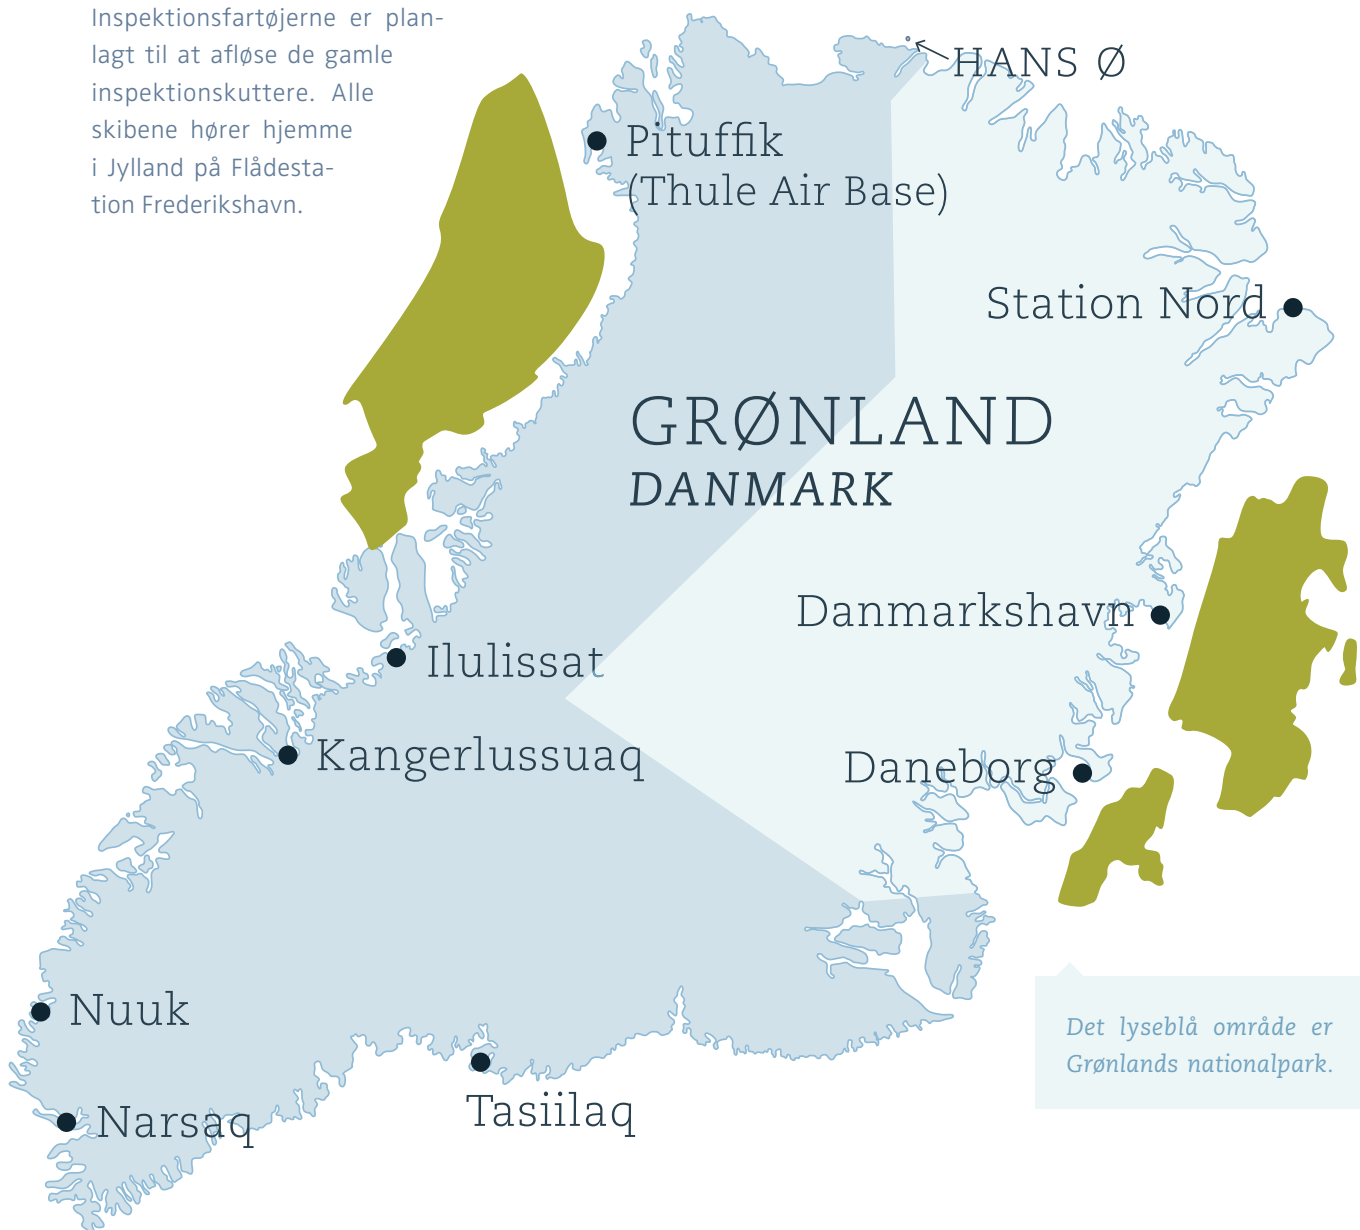 Inspektionsfartøjerne er plan-
lagt til at afløse de gamle
inspektionskuttere. Alle
skibene hører hjemme
i Jylland på Flådesta-
tion Frederikshavn.
HANS Ø
Pituffik
(Thule Air Base)
Station Nord
GRØNLAND
DANMARK
Danmarkshavn
Ilulissat
Kangerlussuaq
Daneborg
Nuuk
Det lyseblå område er
Grønlands nationalpark.
Tasiilaq
Narsaq